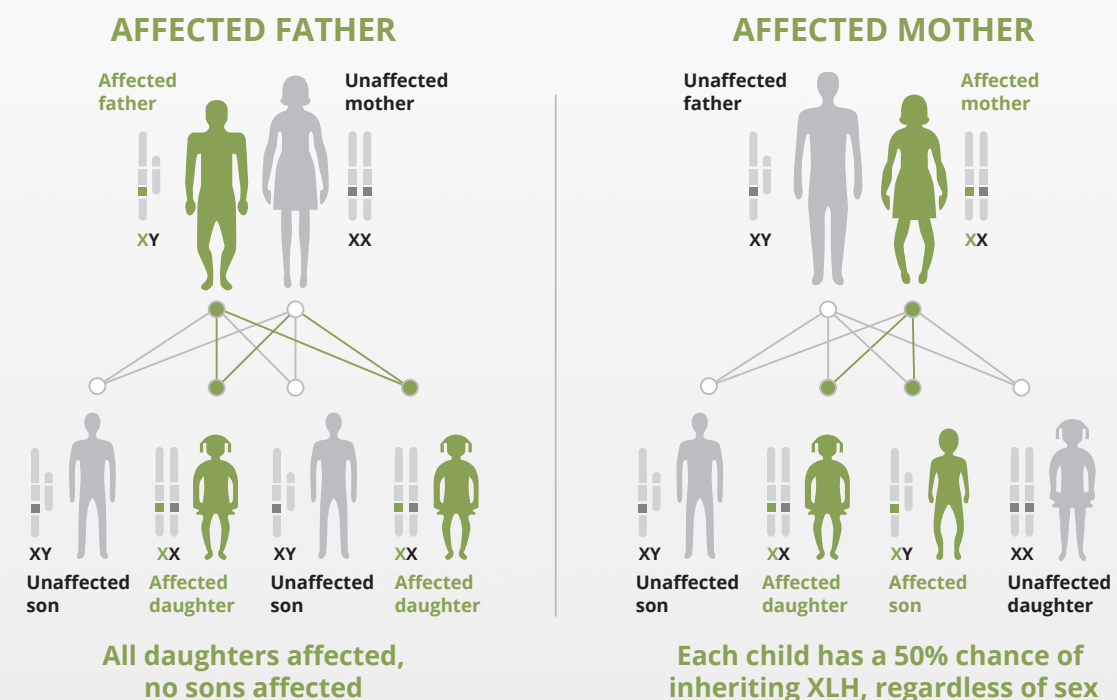 AFFECTED FATHER
Affected
father
Unaffected
mother
XY
XX
XY
XX
XY
XX
Unaffected
son
Affected
daughter
Unaffected
son
Affected
daughter
All daughters affected,
no sons affected
AFFECTED MOTHER
Unaffected
father
Affected
mother
XY
XX
XY
XX
XY
XX
Unaffected
son
Affected
daughter
Affected
son
Unaffected
daughter
Each child has a 50% chance of
inheriting XLH, regardless of sex